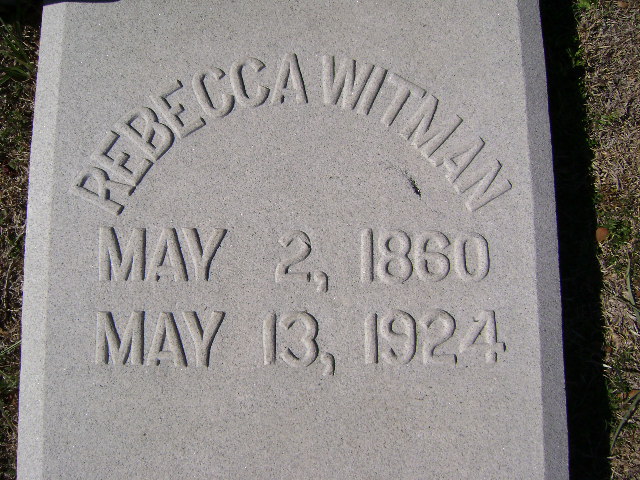 REBECCA WITMAN
MAY 2, 1860
MAY 13, 1924